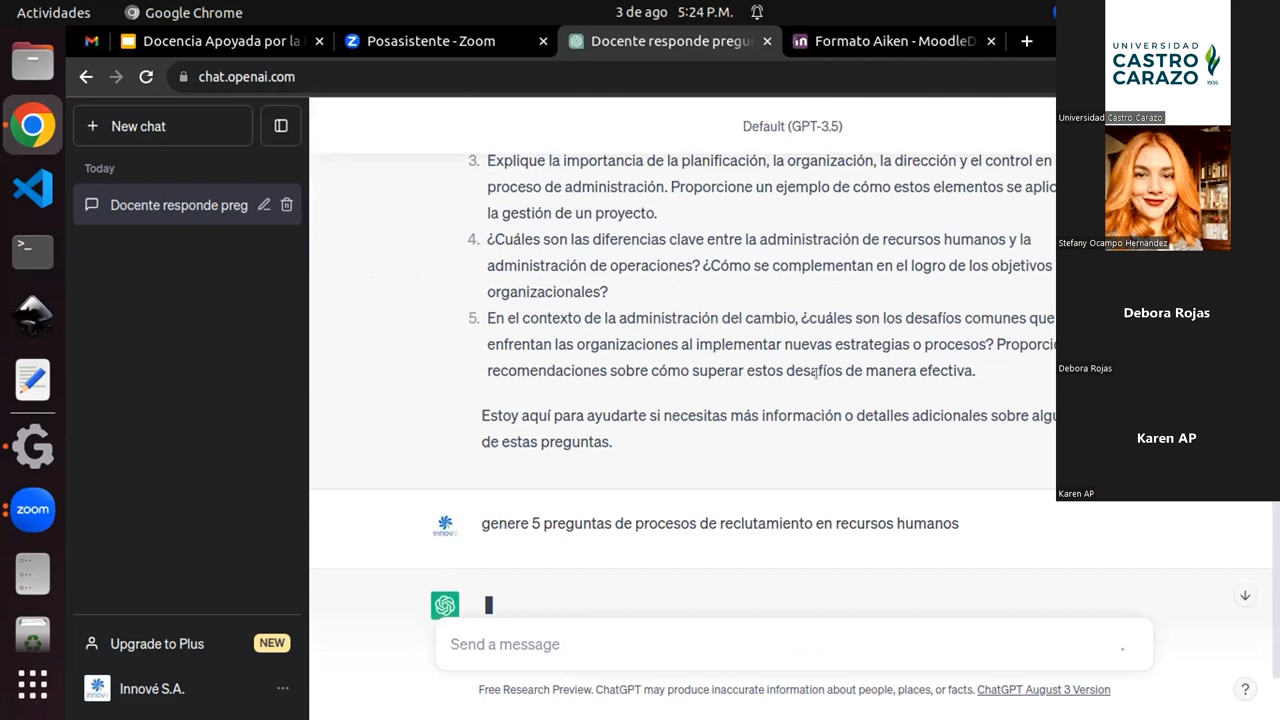 Actividades
Google Chrome
3 de ago 5:24 P.M.
Docencia Apoyada por la
Posasistente - Zoom
Docente responde pregu
Formato Aiken - MoodleD
chat.openai.com
New chat
Today
Docente responde preg
Default (GPT-3.5)
3. Explique la importancia de la planificación, la organización, la dirección y el control en
proceso de administración. Proporcione un ejemplo de cómo estos elementos se aplic
la gestión de un proyecto.
4. ¿Cuáles son las diferencias clave entre la administración de recursos humanos y la
administración de operaciones? ¿Cómo se complementan en el logro de los objetivos
organizacionales?
5. En el contexto de la administración del cambio, ¿cuáles son los desafíos comunes que
enfrentan las organizaciones al implementar nuevas estrategias o procesos? Proporci
recomendaciones sobre cómo superar estos desafíos de manera efectiva.
Estoy aquí para ayudarte si necesitas más información o detalles adicionales sobre algu
de estas preguntas.
innové
genere 5 preguntas de procesos de reclutamiento en recursos humanos
Send a message
Free Research Preview. ChatGPT may produce inaccurate information about people, places, or facts. ChatGPT August 3 Version
?
Upgrade to Plus
NEW
Innové S.A.
zoom
UNIVERSIDAD
CASTRO
CARAZO
1936
Universidad Castro Carazo
Stefany Ocampo Hernandez
Debora Rojas
Debora Rojas
Karen AP
Karen AP